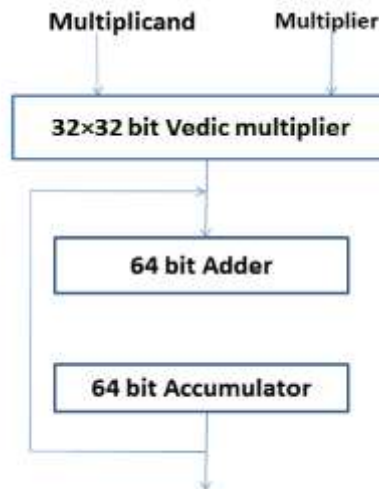 Multiplicand Multiplier
32×32 bit Vedic multiplier
64 bit Adder
64 bit Accumulator